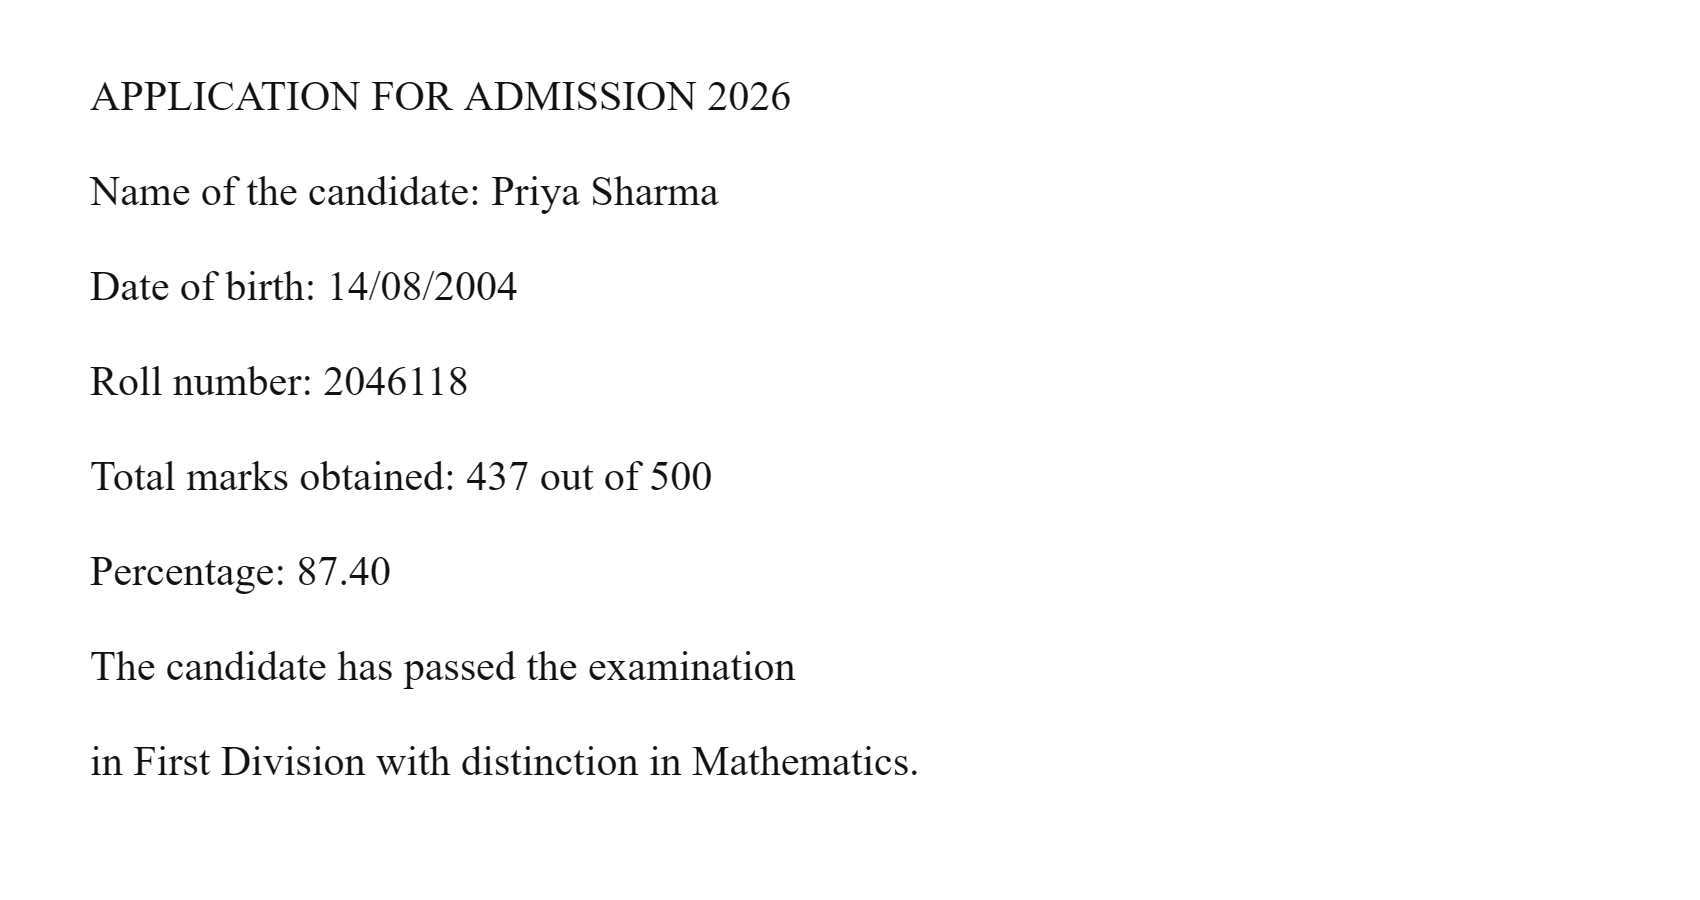 APPLICATION FOR ADMISSION 2026
Name of the candidate: Priya Sharma
Date of birth: 14/08/2004
Roll number: 2046118
Total marks obtained: 437 out of 500
Percentage: 87.40
The candidate has passed the examination
in First Division with distinction in Mathematics.